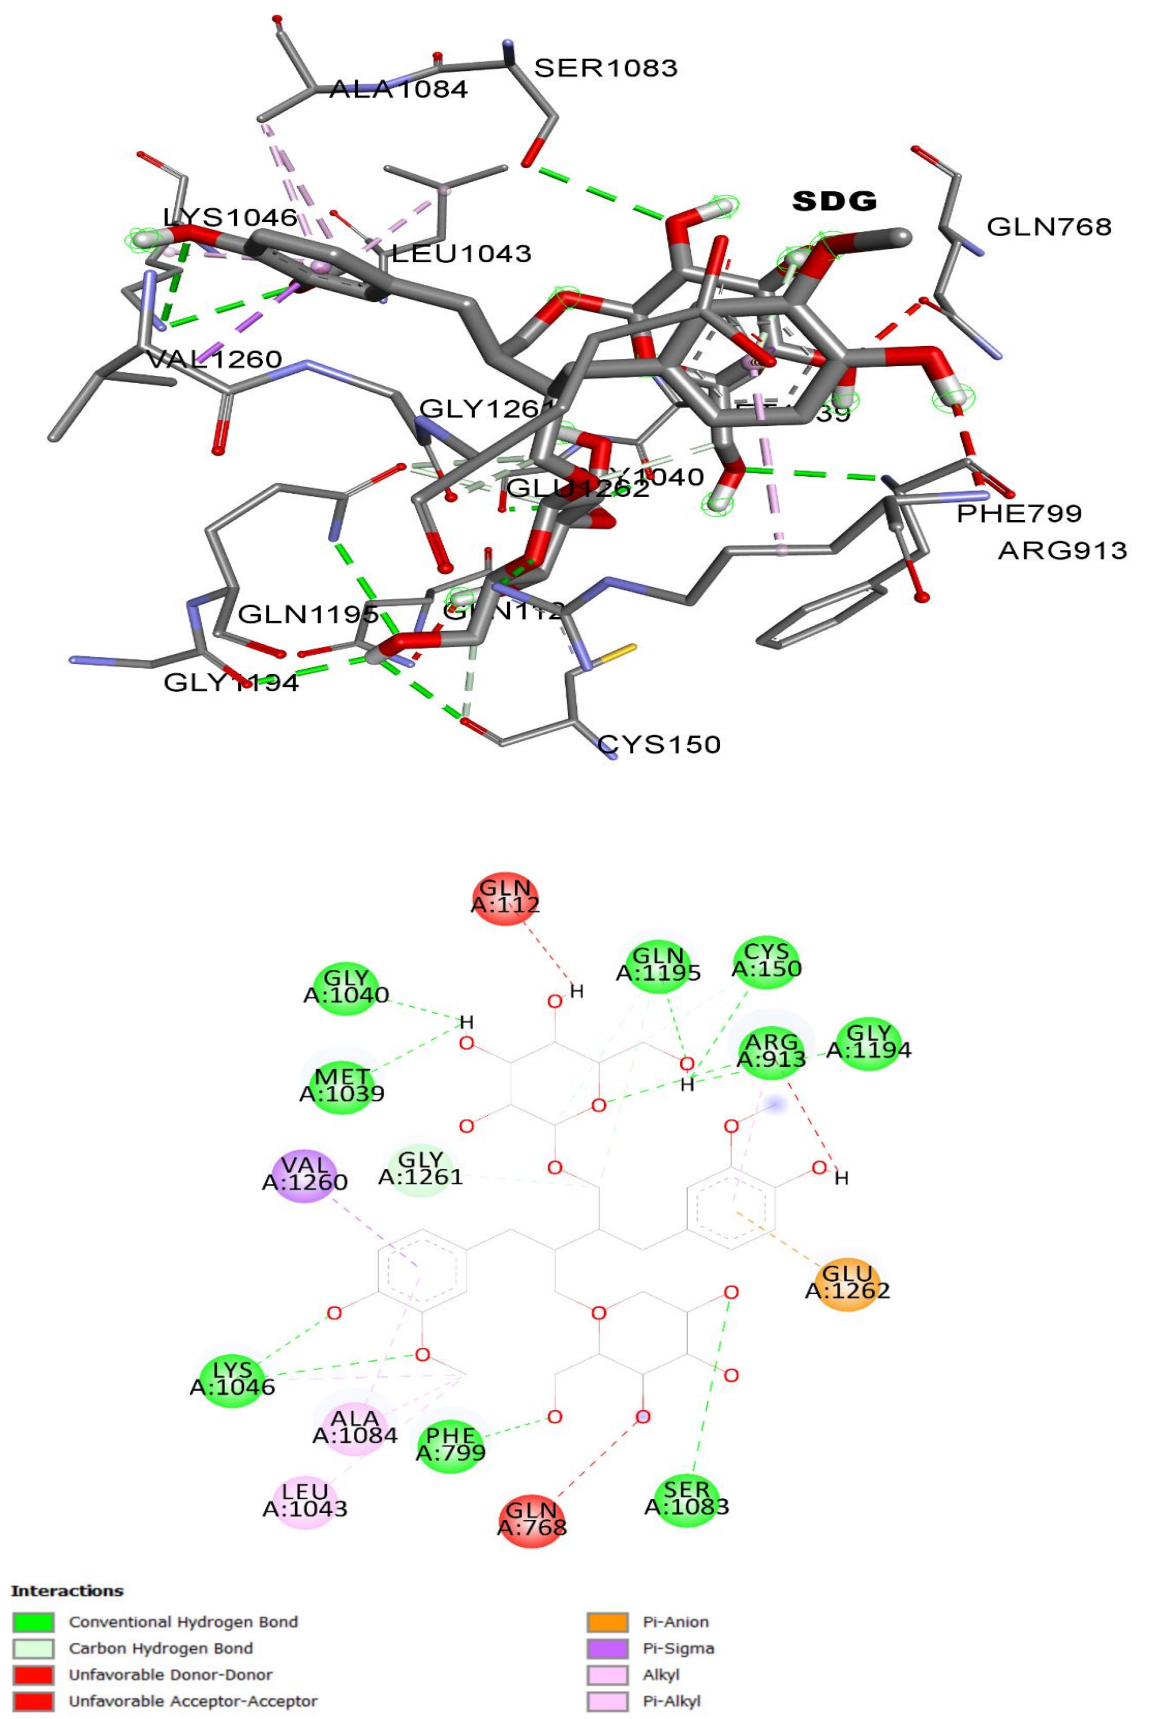 SER1083
ALA1084
SDG
LYS1046
GLN768
LEU1043
VAL1260
GLY1261
GLU1262
PHE799
ARG913
GLN1195
GLY1194
CYS150
GLN
A:112
GLN
A:1195
CYS
A:150
GLY
A:1040
H
O
H
O
MET
A:1039
O
H
ARG
A:913
GLY
A:1194
O
O
O
VAL
A:1260
GLY
A:1261
O
O
H
GLU
A:1262
O
O
O
O
O
LYS
A:1046
ALA
A:1084
PHE
A:799
O
O
LEU
A:1043
GLN
A:768
SER
A:1083
Interactions
Conventional Hydrogen Bond
Carbon Hydrogen Bond
Unfavorable Donor-Donor
Unfavorable Acceptor-Acceptor
Pi-Anion
Pi-Sigma
Alkyl
Pi-Alkyl